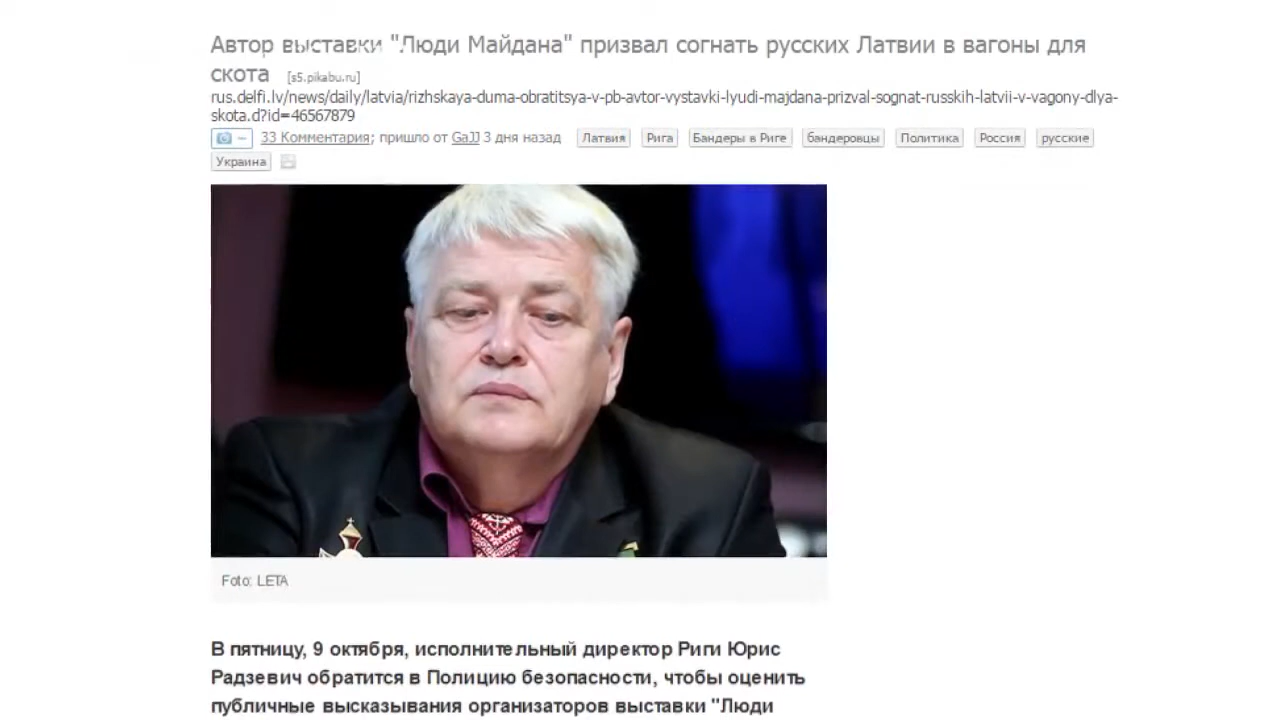 Автор выставки "Люди Майдана" призвал согнать русских Латвии в вагоны для
скота [s5.pikabu.ru]
rus.delfi.lv/news/daily/latvia/rizhskaya-duma-obratitsya-v-pb-avtor-vystavki-lyudi-majdana-prizval-sognat-russkih-latvii-v-vagony-dlya-
skota.d?id=46567879
33 Комментария; пришло от GaJJ 3 дня назад Латвия Рига Бандеры в Риге бандеровцы Политика Россия русские
Украина
Foto: LETA
В пятницу, 9 октября, исполнительный директор Риги Юрис
Радзевич обратится в Полицию безопасности, чтобы оценить
публичные высказывания организаторов выставки "Люди